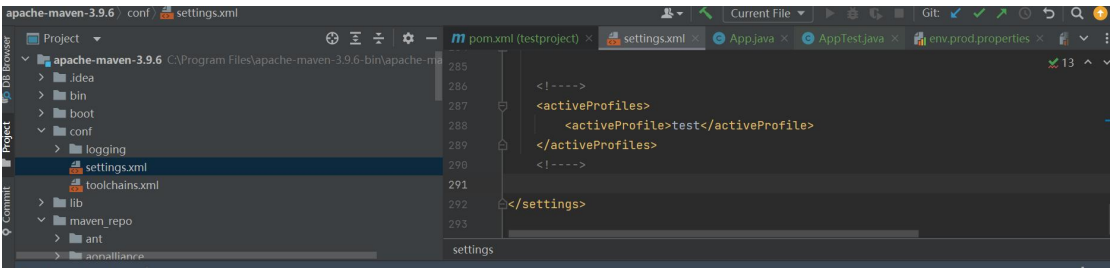 apache-maven-3.9.6 conf settings.xml
Current File
Git:
Project
pom.xml (testproject)
settings.xml
App.java
AppTest.java
env.prod.properties
DB Browser
Project
Commit
apache-maven-3.9.6 C:\Program Files\apache-maven-3.9.6-bin\apache-ma
.idea
bin
boot
conf
logging
settings.xml
toolchains.xml
lib
maven_repo
ant
aopalliance
13
285
286 <!---->
287 <activeProfiles>
288 <activeProfile>test</activeProfile>
289 </activeProfiles>
290 <!---->
291
292 </settings>
293
settings